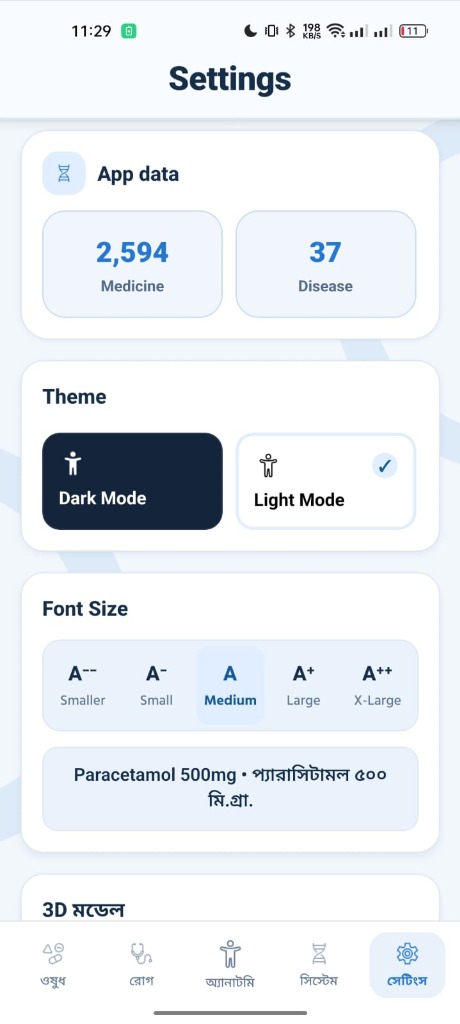 11:29
198
KB/S
11
Settings
App data
2,594
37
Medicine
Disease
Theme
Dark Mode
Light Mode
Font Size
A--
A-
A
A+
A++
Smaller
Small
Medium
Large
X-Large
Paracetamol 500mg • প্যারাসিটামল ৫০০
মি.গ্রা.
3D মডেল
ওষুধ
রোগ
অ্যানাটমি
সিস্টেম
সেটিংস